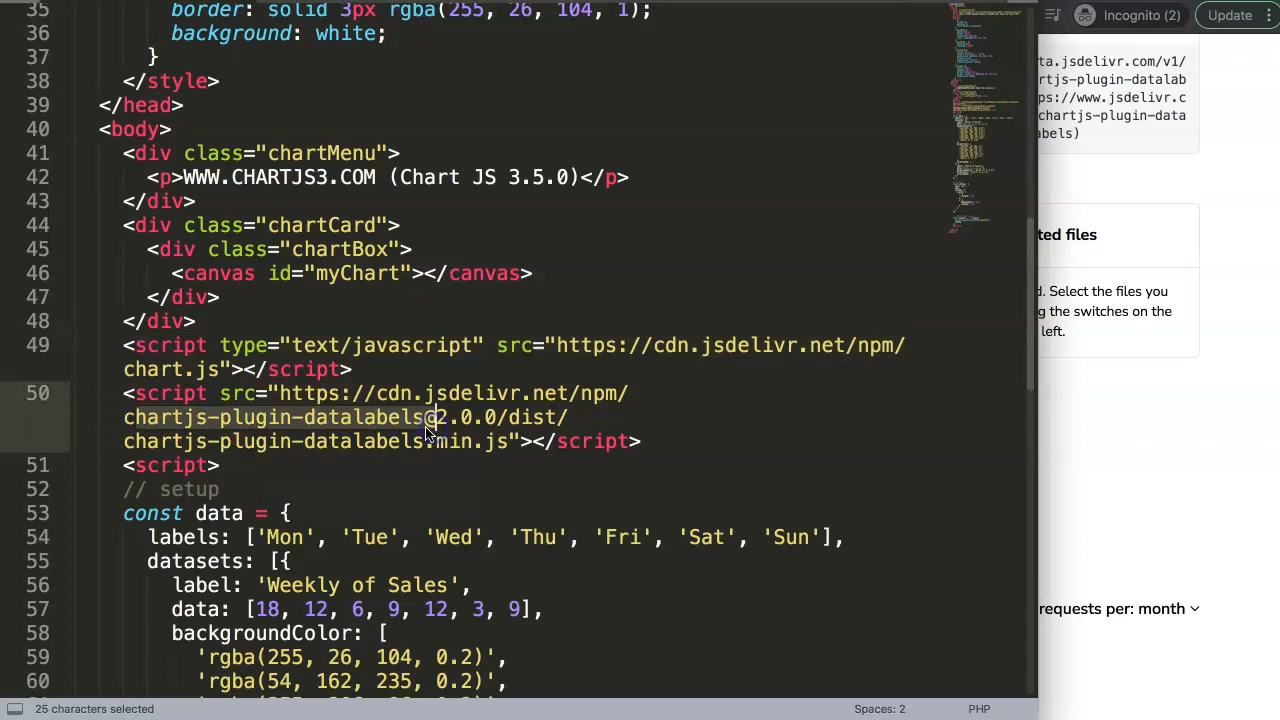 35 border: solid 3px rgba(255, 26, 104, 1);
36 background: white;
37 }
38 </style>
39 </head>
40 <body>
41 <div class="chartMenu">
42 <p>WWW.CHARTJS3.COM (Chart JS 3.5.0)</p>
43 </div>
44 <div class="chartCard">
45 <div class="chartBox">
46 <canvas id="myChart"></canvas>
47 </div>
48 </div>
49 <script type="text/javascript" src="https://cdn.jsdelivr.net/npm/
chart.js"></script>
50 <script src="https://cdn.jsdelivr.net/npm/
chartjs-plugin-datalabels@2.0.0/dist/
chartjs-plugin-datalabels.min.js"></script>
51 <script>
52 // setup
53 const data = {
54 labels: ['Mon', 'Tue', 'Wed', 'Thu', 'Fri', 'Sat', 'Sun'],
55 datasets: [{
56 label: 'Weekly of Sales',
57 data: [18, 12, 6, 9, 12, 3, 9],
58 backgroundColor: [
59 'rgba(255, 26, 104, 0.2)',
60 'rgba(54, 162, 235, 0.2)',
25 characters selected
Spaces: 2
PHP
Incognito (2)
Update
ta.jsdelivr.com/v1/
hartjs-plugin-datalab
ps://www.jsdelivr.c
chartjs-plugin-data
abels)
ted files
d. Select the files you
g the switches on the
left.
requests per: month